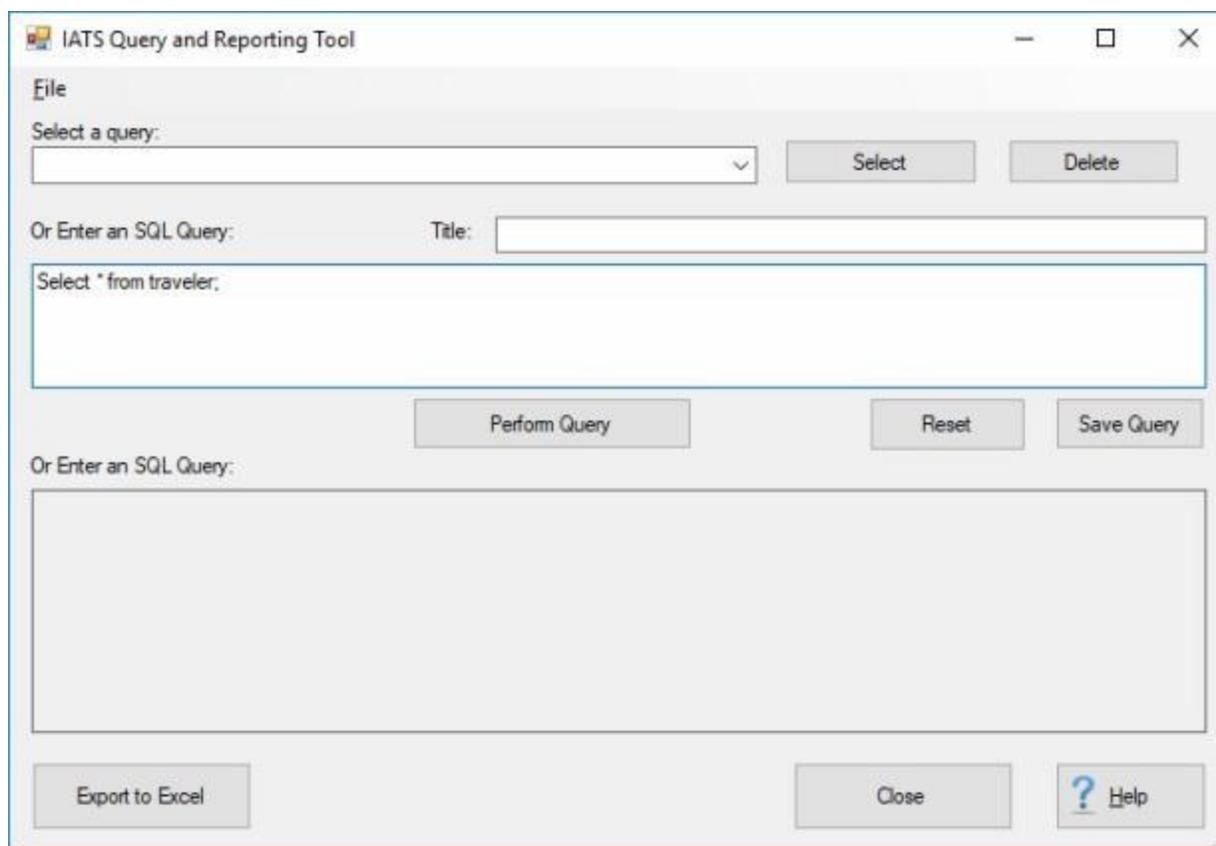 IATS Query and Reporting Tool
File
Select a query:
Select
Delete
Or Enter an SQL Query:
Title:
Select * from traveler;
Perform Query
Reset
Save Query
Or Enter an SQL Query:
Export to Excel
Close
? Help